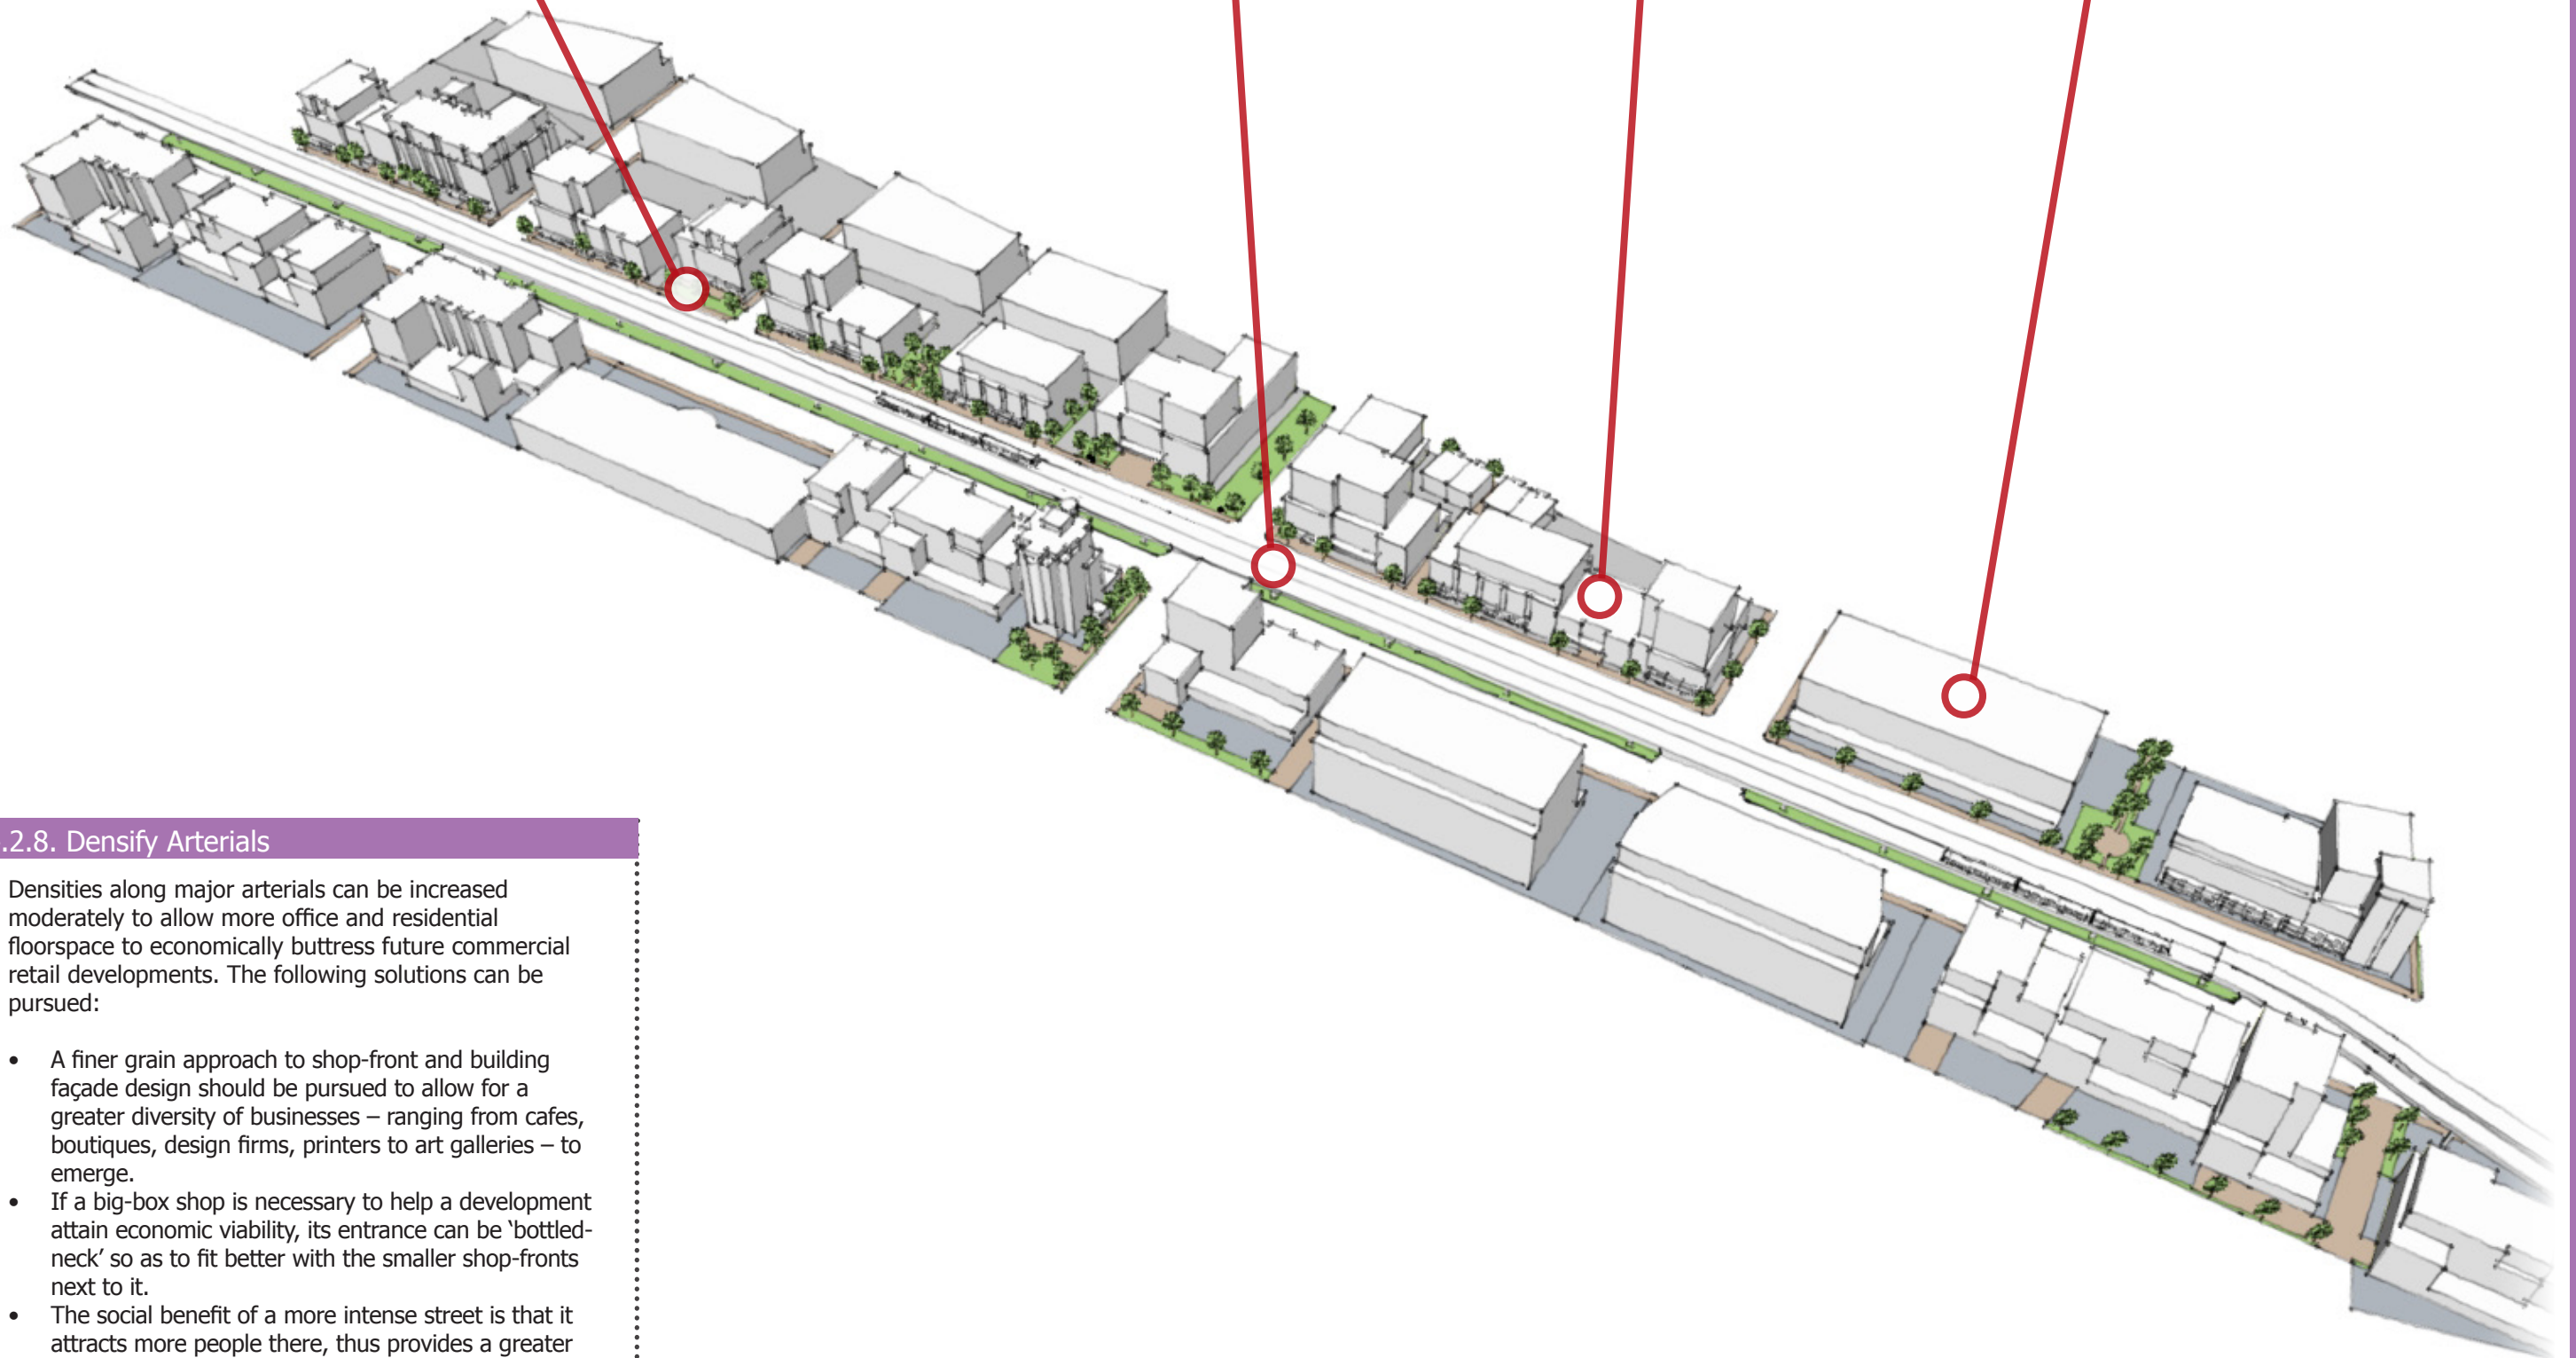 .2.8. Densify Arterials
Densities along major arterials can be increased
moderately to allow more office and residential
floorspace to economically buttress future commercial
retail developments. The following solutions can be
pursued:
• A finer grain approach to shop-front and building
façade design should be pursued to allow for a
greater diversity of businesses – ranging from cafes,
boutiques, design firms, printers to art galleries – to
emerge.
• If a big-box shop is necessary to help a development
attain economic viability, its entrance can be ‘bottled-
neck’ so as to fit better with the smaller shop-fronts
next to it.
• The social benefit of a more intense street is that it
attracts more people there, thus provides a greater